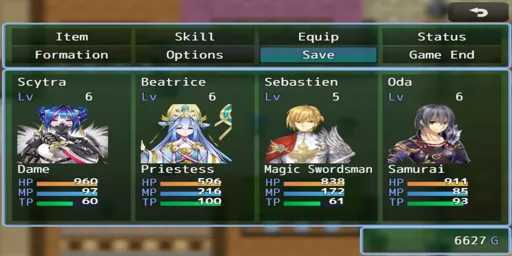 Item Skill Equip Status
Formation Options Save Game End
Scytra Beatrice Sebastien Oda
Lv 6 Lv 6 Lv 5 Lv 6
Dame Priestess Magic Swordsman Samurai
HP 960 HP 596 HP 838 HP 911
MP 97 MP 216 MP 172 MP 85
TP 60 TP 100 TP 61 TP 93
6627 G